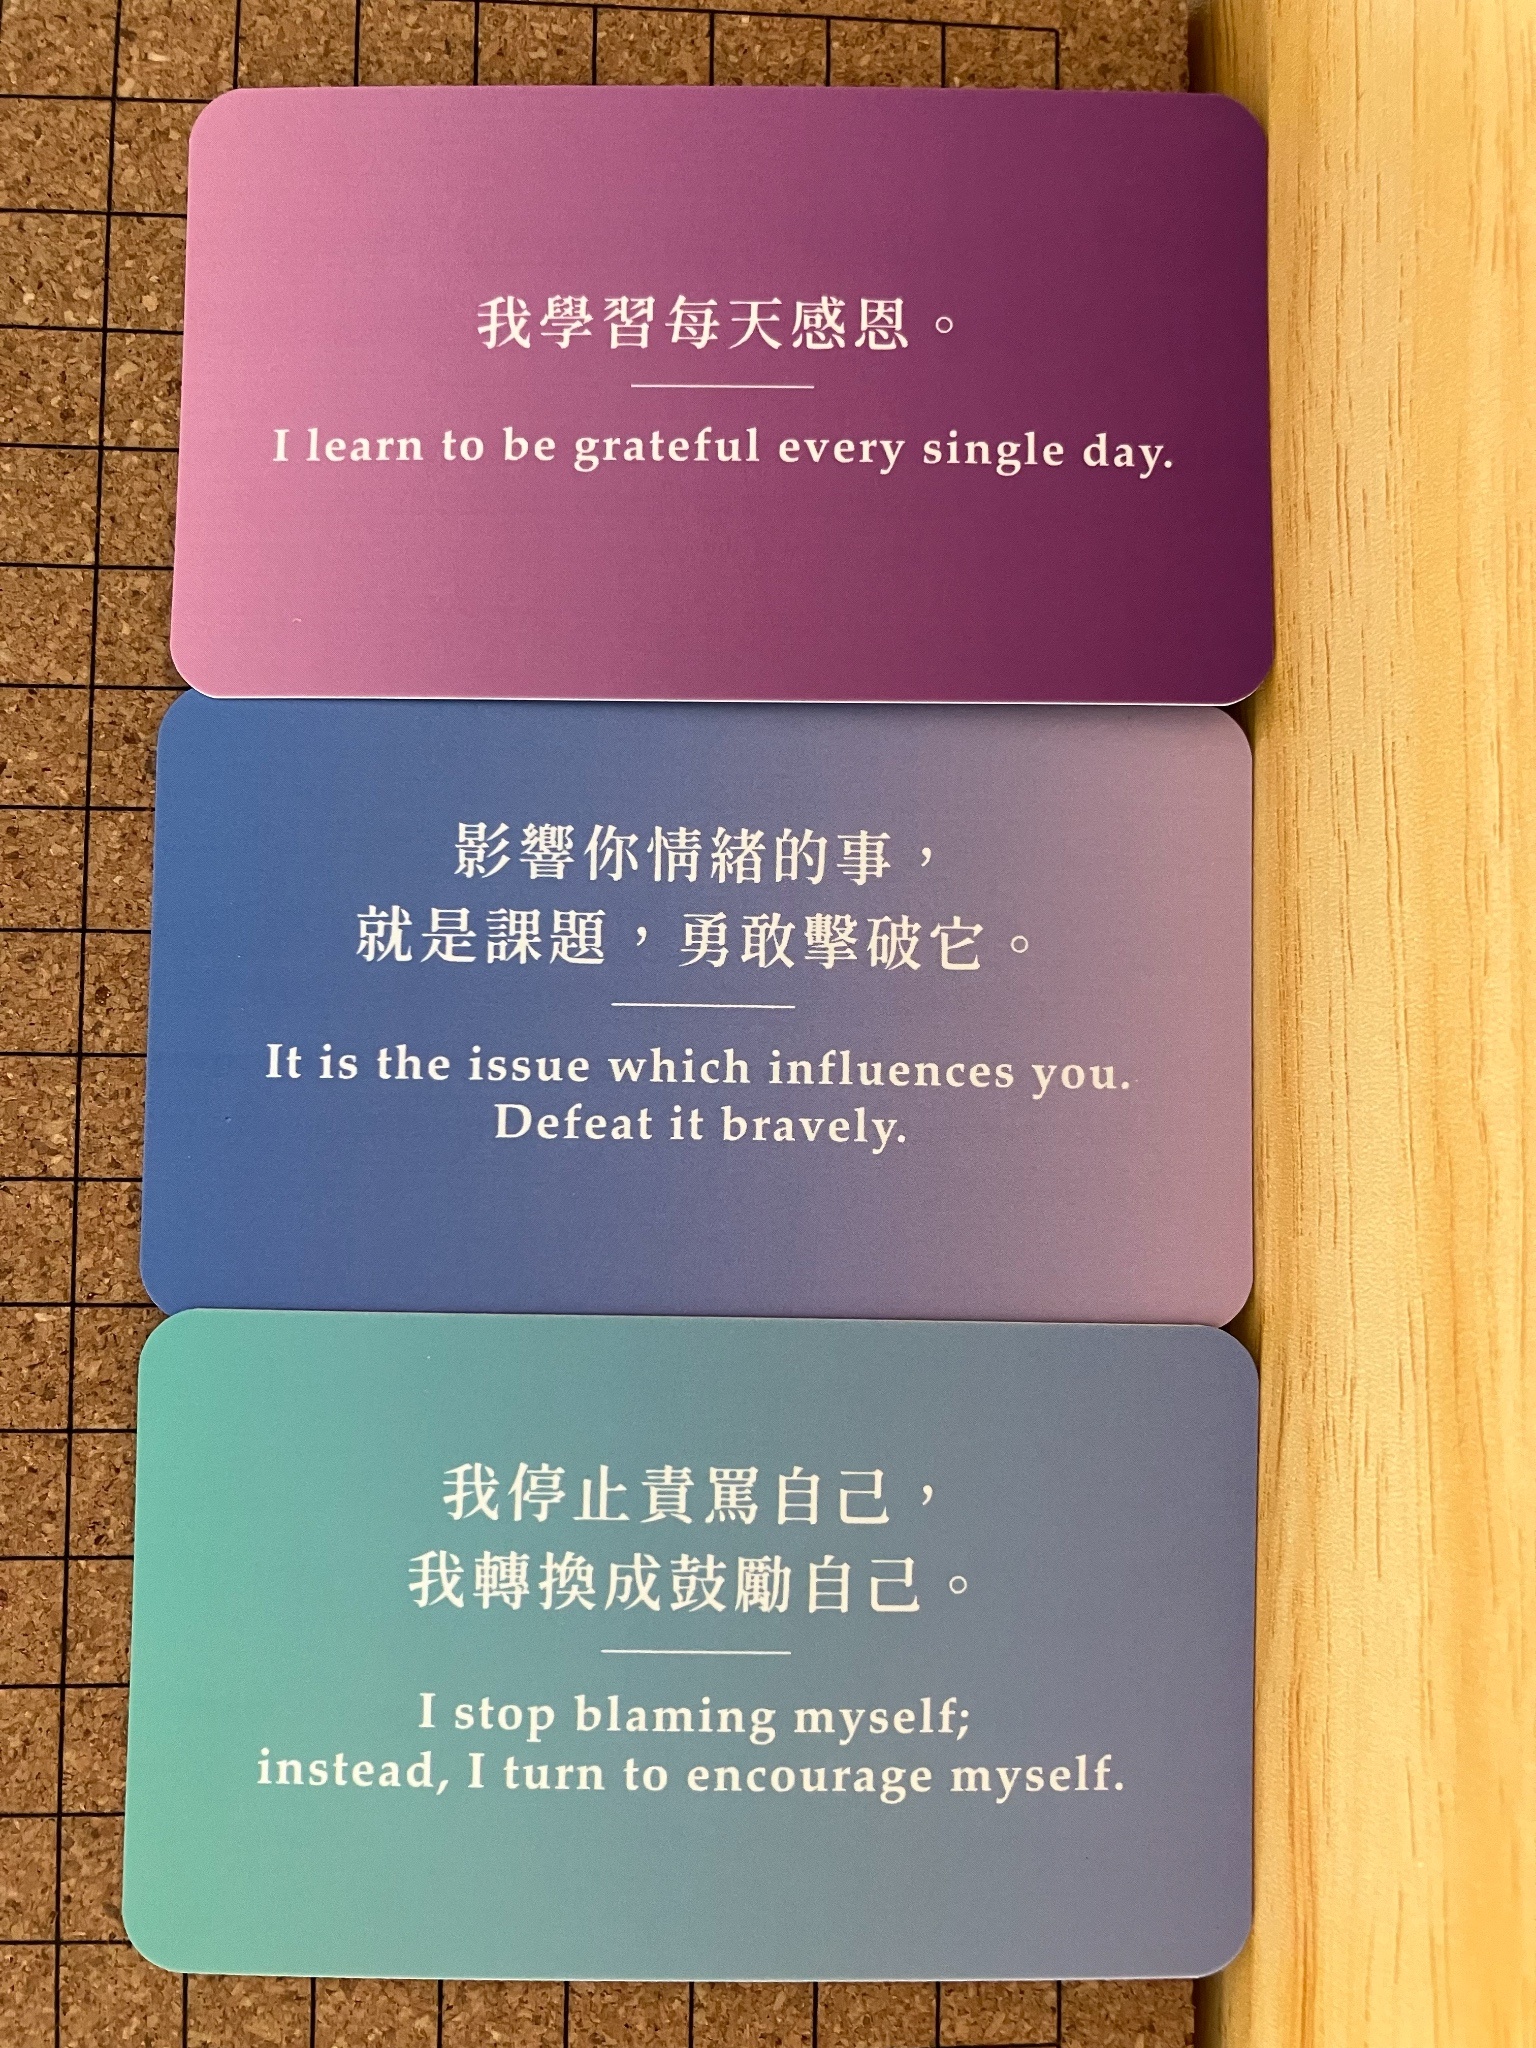 我學習每天感恩。
I learn to be grateful every single day.
影響你情緒的事，
就是課題，勇敢擊破它。
It is the issue which influences you.
Defeat it bravely.
我停止責罵自己，
我轉換成鼓勵自己。
I stop blaming myself;
instead, I turn to encourage myself.